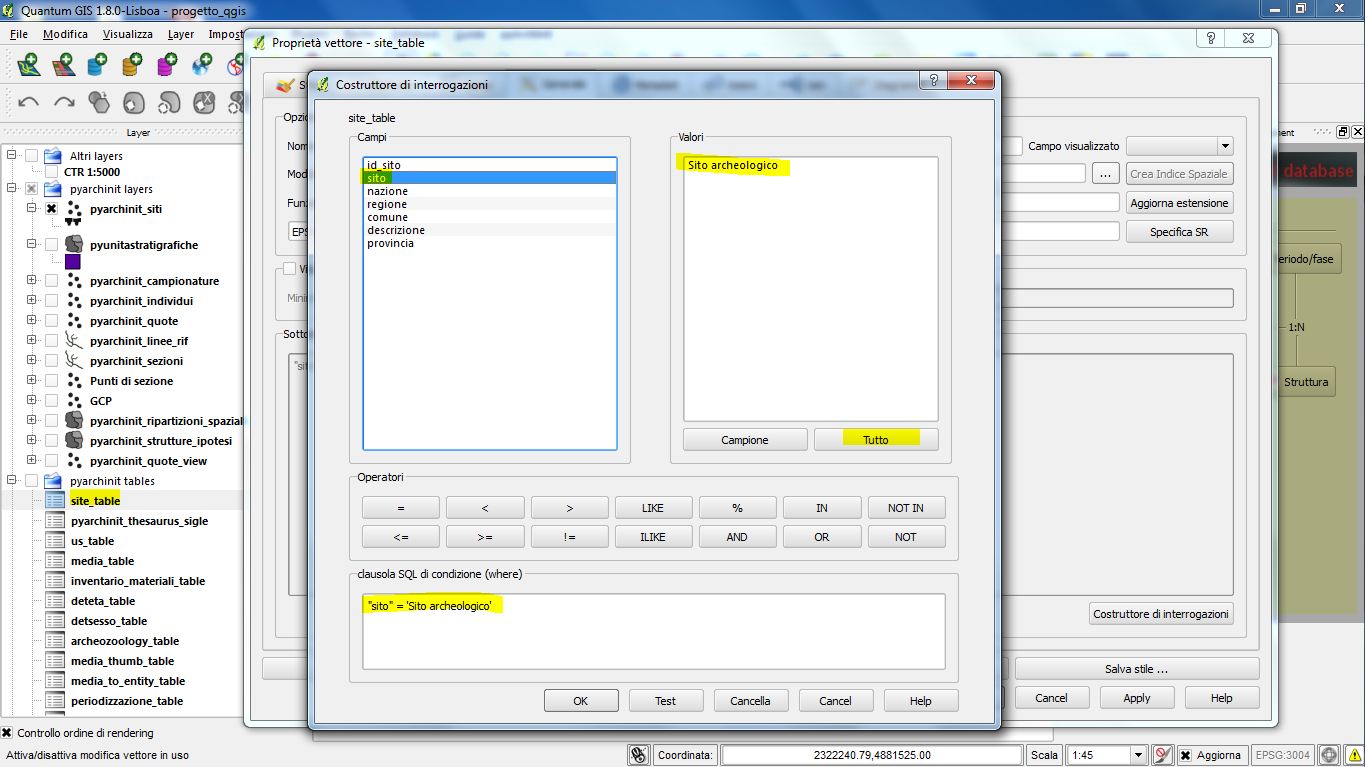 Quantum GIS 1.8.0-Lisboa - progetto_qgis
File Modifica Visualizza Layer
Proprietà vettore - site_table
Costruttore di interrogazioni
Layer
Altri layers
CTR 1:5000
pyarchinit layers
pyarchinit_siti
pyunitastratigrafiche
pyarchinit_campionature
pyarchinit_individui
pyarchinit_quote
pyarchinit_linee_rif
pyarchinit_sezioni
Punti di sezione
GCP
pyarchinit_ripartizioni_spazial
pyarchinit_strutture_ipotesi
pyarchinit_quote_view
pyarchinit tables
site_table
pyarchinit_thesaurus_sigle
us_table
media_table
inventario_materiali_table
deteta_table
detsesso_table
archeozoology_table
media_thumb_table
media_to_entity_table
periodizzazione_table
Controllo ordine di rendering
Attiva/disattiva modifica vettore in uso
site_table
Campi
id_sito
sito
nazione
regione
comune
descrizione
provincia
Valori
Sito archeologico
Campione Tutto
Operatori
= < > LIKE % IN NOT IN
<= >= != ILIKE AND OR NOT
clausola SQL di condizione (where)
"sito" = 'Sito archeologico'
OK Test Cancella Cancel Help
Campo visualizzato
... Crea Indice Spaziale
Aggiorna estensione
Specifica SR
Costruttore di interrogazioni
Salva stile ...
Cancel Apply Help
database
eriodo/fase
1:N
Struttura
Coordinata: 2322240.79,4881525.00 Scala 1:45 Aggiorna EPSG:3004